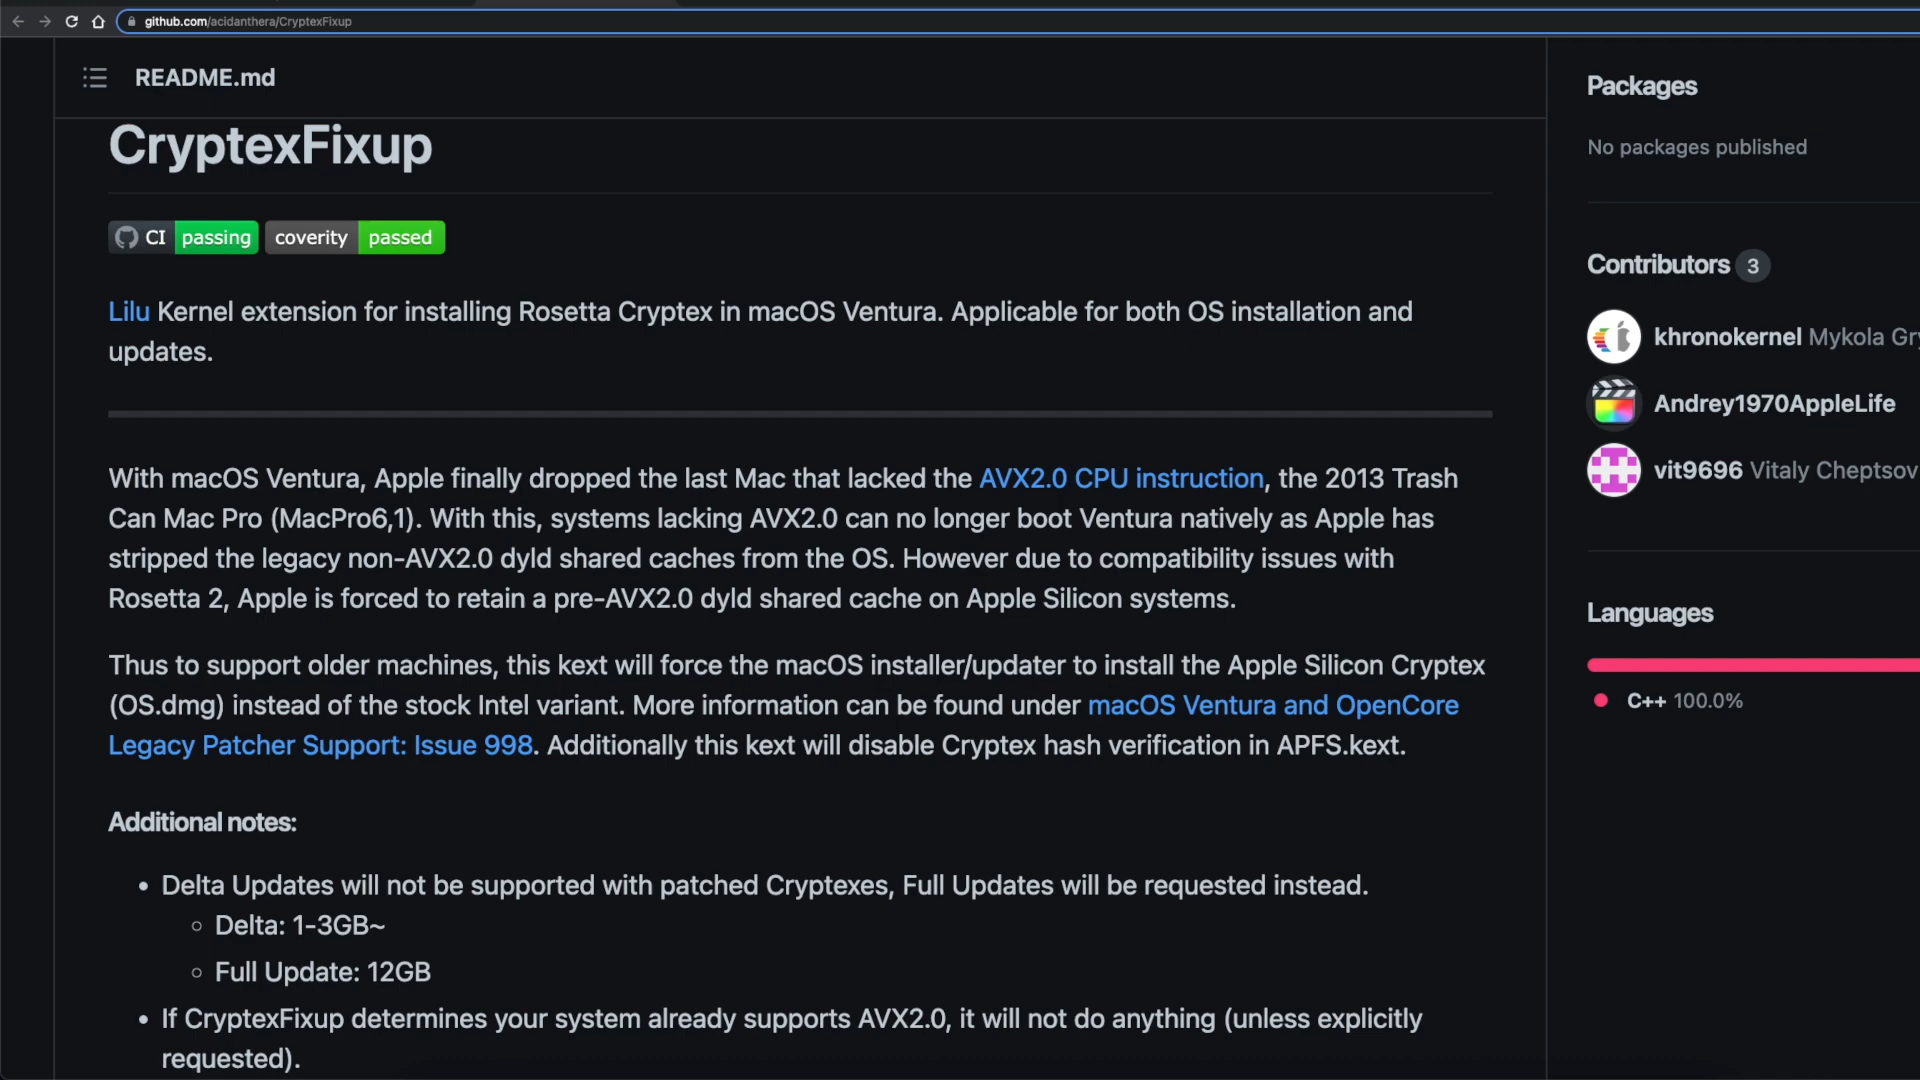 github.com/acidanthera/CryptexFixup
README.md
CryptexFixup
CI passing coverity passed
Lilu Kernel extension for installing Rosetta Cryptex in macOS Ventura. Applicable for both OS installation and
updates.
With macOS Ventura, Apple finally dropped the last Mac that lacked the AVX2.0 CPU instruction, the 2013 Trash
Can Mac Pro (MacPro6,1). With this, systems lacking AVX2.0 can no longer boot Ventura natively as Apple has
stripped the legacy non-AVX2.0 dyld shared caches from the OS. However due to compatibility issues with
Rosetta 2, Apple is forced to retain a pre-AVX2.0 dyld shared cache on Apple Silicon systems.
Thus to support older machines, this kext will force the macOS installer/updater to install the Apple Silicon Cryptex
(OS.dmg) instead of the stock Intel variant. More information can be found under macOS Ventura and OpenCore
Legacy Patcher Support: Issue 998. Additionally this kext will disable Cryptex hash verification in APFS.kext.
Additional notes:
• Delta Updates will not be supported with patched Cryptexes, Full Updates will be requested instead.
◦ Delta: 1-3GB~
◦ Full Update: 12GB
• If CryptexFixup determines your system already supports AVX2.0, it will not do anything (unless explicitly
requested).
Packages
No packages published
Contributors 3
khronokernel Mykola Gry
Andrey1970AppleLife
vit9696 Vitaly Cheptsov
Languages
C++ 100.0%